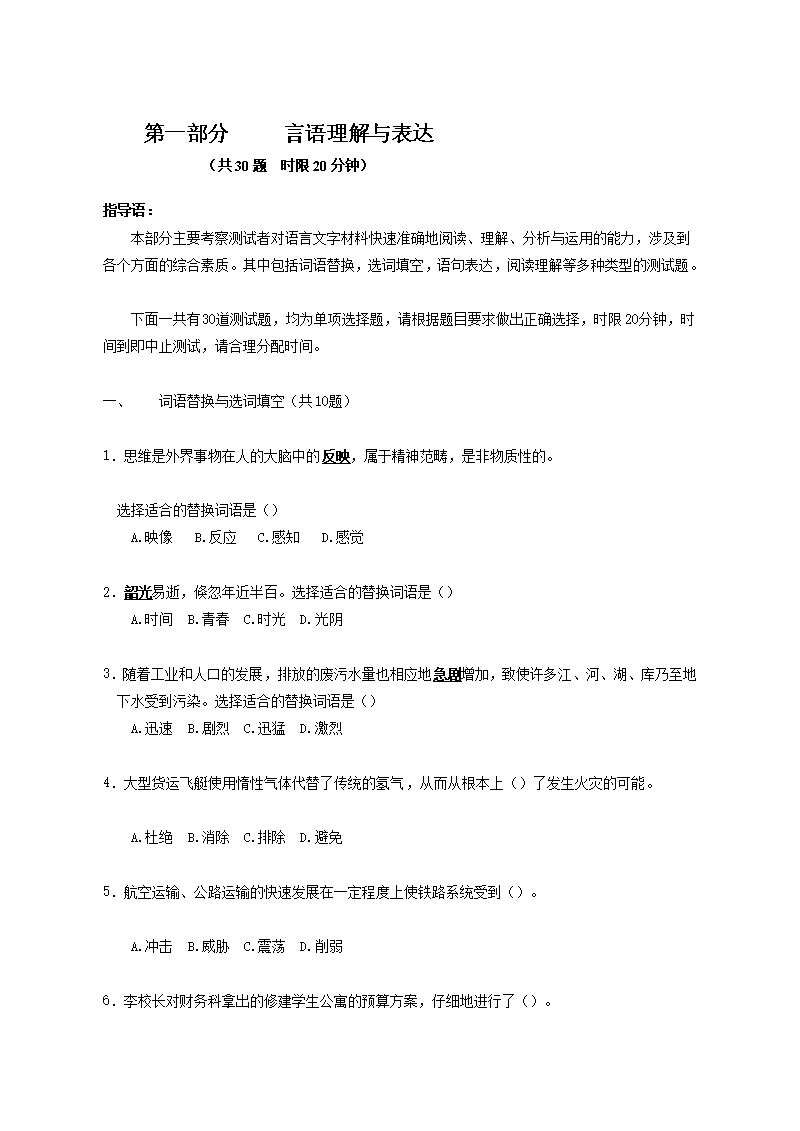 第一部分 言语理解与表达
（共30题 时限20分钟）
指导语：
本部分主要考察测试者对语言文字材料快速准确地阅读、理解、分析与运用的能力，涉及到
各个方面的综合素质。其中包括词语替换，选词填空，语句表达，阅读理解等多种类型的测试题。
下面一共有30道测试题，均为单项选择题，请根据题目要求做出正确选择，时限20分钟，时
间到即中止测试，请合理分配时间。
一、 词语替换与选词填空（共10题）
1．思维是外界事物在人的大脑中的反映，属于精神范畴，是非物质性的。
选择适合的替换词语是（）
A.映像 B.反应 C.感知 D.感觉
2．韶光易逝，倏忽年近半百。选择适合的替换词语是（）
A.时间 B.青春 C.时光 D.光阴
3．随着工业和人口的发展，排放的废污水量也相应地急剧增加，致使许多江、河、湖、库乃至地
下水受到污染。选择适合的替换词语是（）
A.迅速 B.剧烈 C.迅猛 D.激烈
4．大型货运飞艇使用惰性气体代替了传统的氢气，从而从根本上（）了发生火灾的可能。
A.杜绝 B.消除 C.排除 D.避免
5．航空运输、公路运输的快速发展在一定程度上使铁路系统受到（）。
A.冲击 B.威胁 C.震荡 D.削弱
6．李校长对财务科拿出的修建学生公寓的预算方案，仔细地进行了（）。